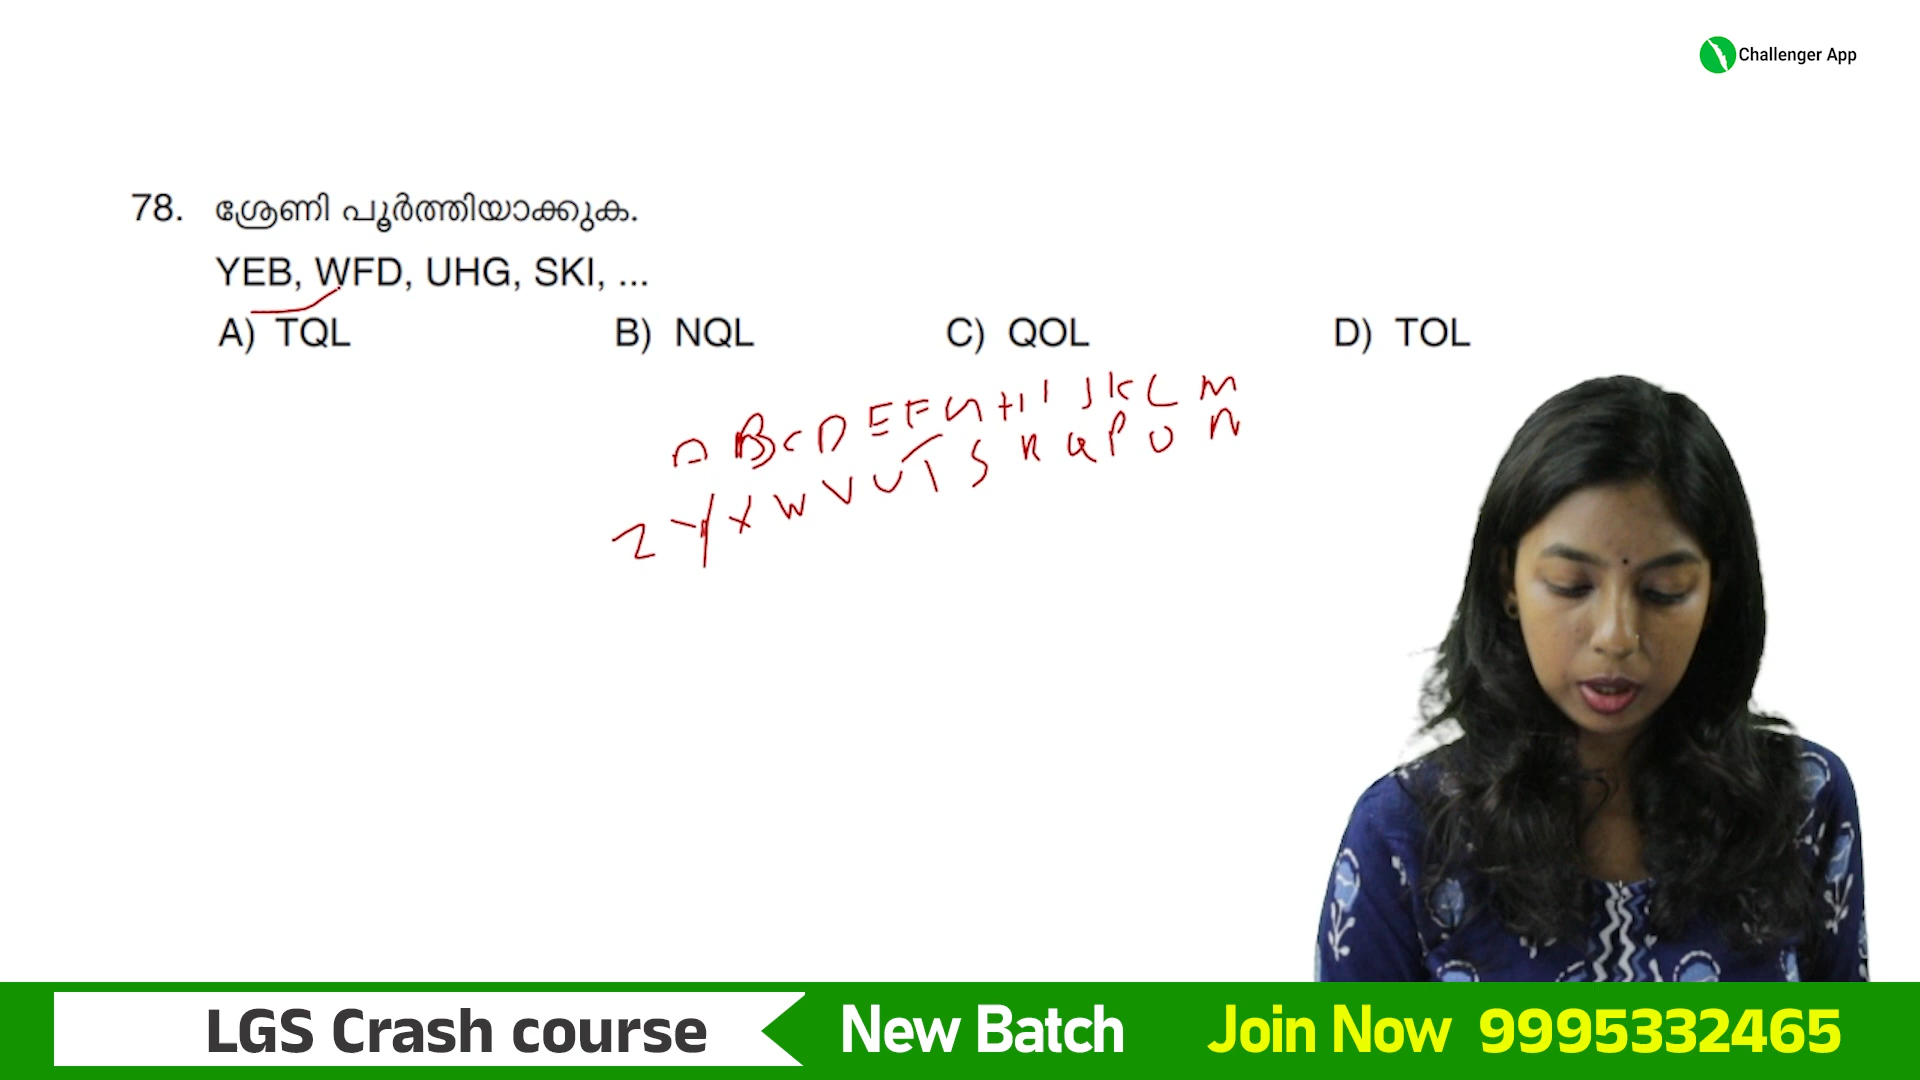 Challenger App
78. ശ്രേണി പൂർത്തിയാക്കുക.
YEB, WFD, UHG, SKI, ...
A) TQL B) NQL C) QOL D) TOL
A B C D E F G H I J K L M
Z Y X W V U T S R Q P O N
LGS Crash course New Batch Join Now 9995332465